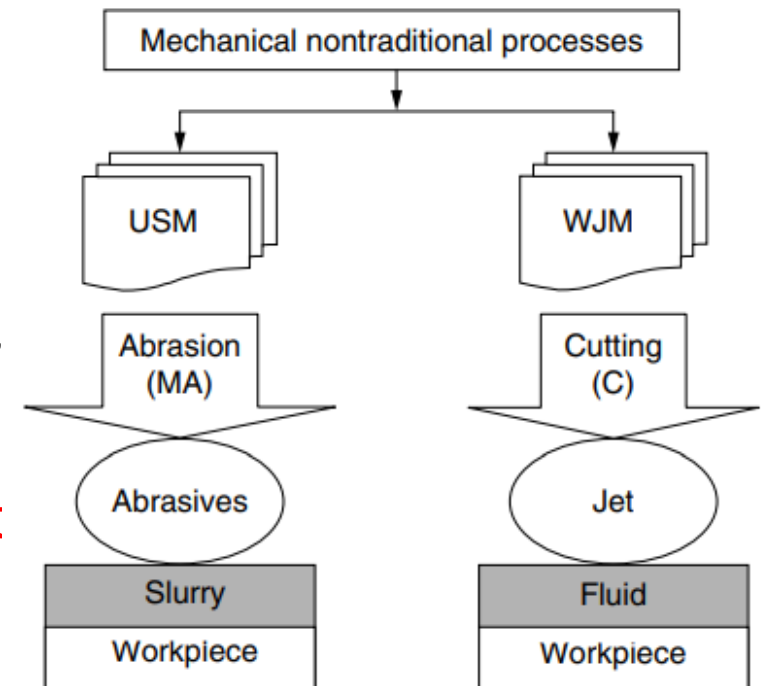 Mechanical nontraditional processes
USM
WJM
Abrasion
(MA)
Cutting
(C)
Abrasives
Jet
Slurry
Fluid
Workpiece
Workpiece